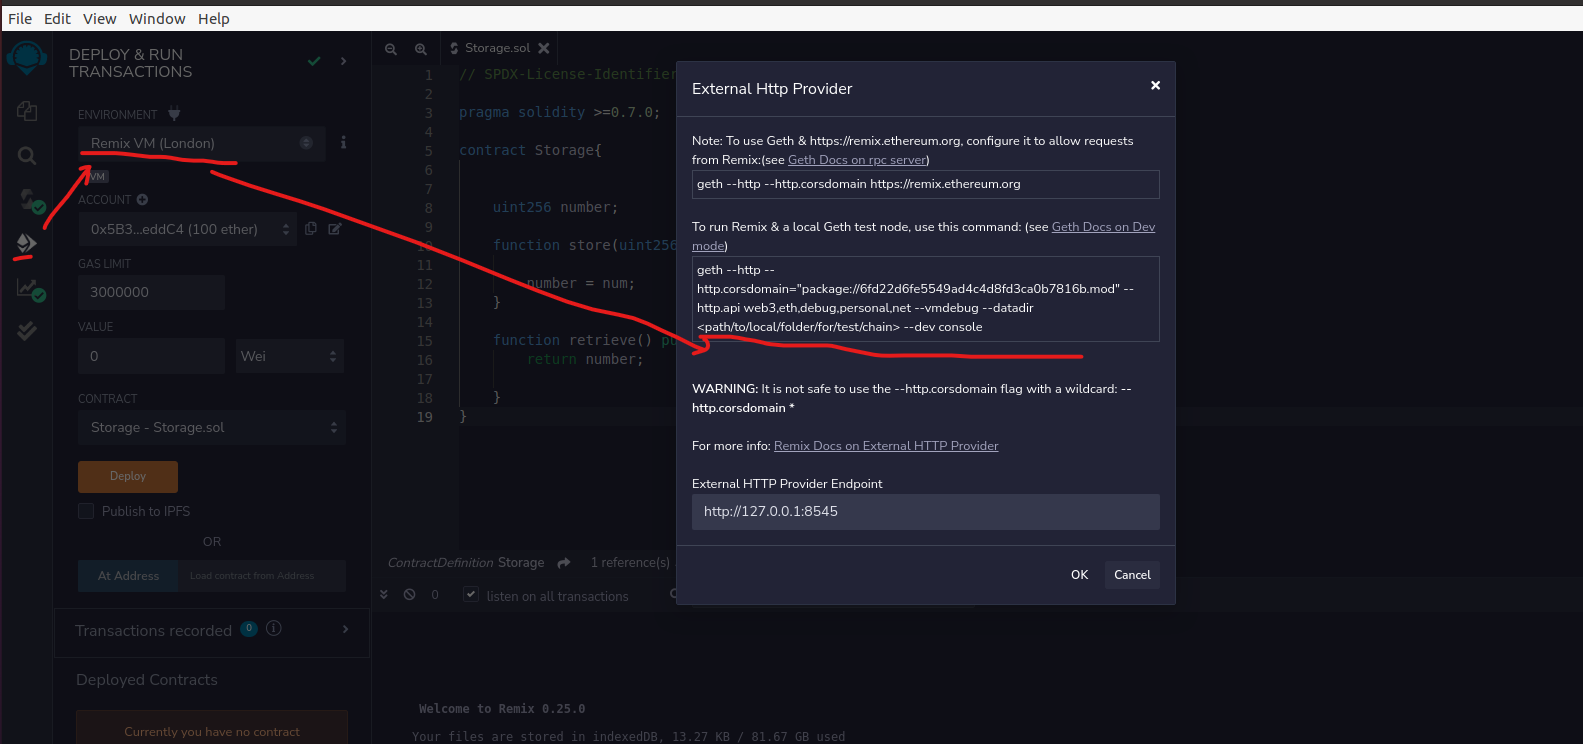 File Edit View Window Help
DEPLOY & RUN
TRANSACTIONS
ENVIRONMENT
Remix VM (London)
VM
ACCOUNT
0x5B3...eddC4 (100 ether)
GAS LIMIT
3000000
VALUE
0
Wei
CONTRACT
Storage - Storage.sol
Deploy
Publish to IPFS
OR
At Address
Load contract from Address
Transactions recorded 0
Deployed Contracts
Currently you have no contract
Storage.sol
1 // SPDX-License-Identifier
2
3 pragma solidity >=0.7.0;
4
5 contract Storage{
6
7
8 uint256 number;
9
10 function store(uint256
11
12 number = num;
13 }
14
15 function retrieve() pu
16 return number;
17
18 }
19 }
ContractDefinition Storage 1 reference(s)
0 listen on all transactions
Welcome to Remix 0.25.0
Your files are stored in indexedDB, 13.27 KB / 81.67 GB used
External Http Provider
Note: To use Geth & https://remix.ethereum.org, configure it to allow requests
from Remix:(see Geth Docs on rpc server)
geth --http --http.corsdomain https://remix.ethereum.org
To run Remix & a local Geth test node, use this command: (see Geth Docs on Dev
mode)
geth --http --
http.corsdomain="package://6fd22d6fe5549ad4c4d8fd3ca0b7816b.mod" --
http.api web3,eth,debug,personal,net --vmdebug --datadir
<path/to/local/folder/for/test/chain> --dev console
WARNING: It is not safe to use the --http.corsdomain flag with a wildcard: --
http.corsdomain *
For more info: Remix Docs on External HTTP Provider
External HTTP Provider Endpoint
http://127.0.0.1:8545
OK
Cancel